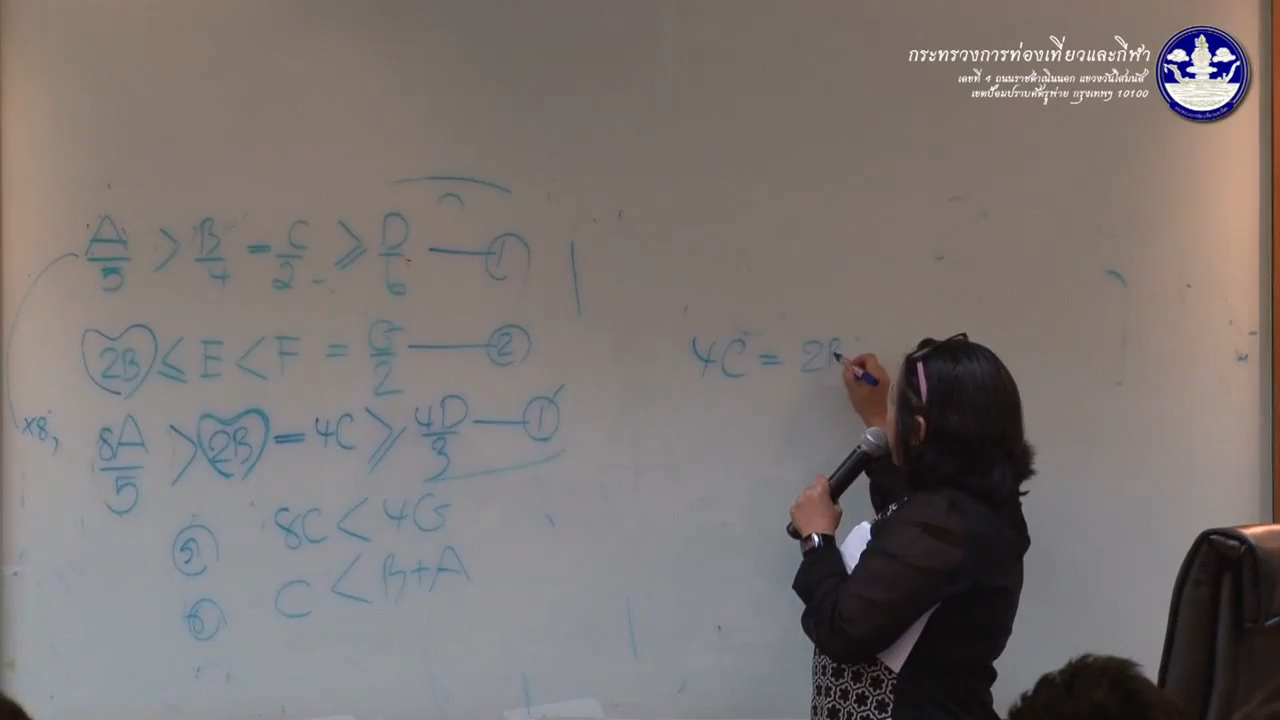 กระทรวงการท่องเที่ยวและกีฬา
เลขที่ 4 ถนนราชดำเนินนอก แขวงวัดโสมนัส
เขตป้อมปราบศัตรูพ่าย กรุงเทพฯ 10100
A/5 > B/4 = C/2 ≥ D/6 — ①
2B ≤ E < F = G/2 — ②
×8, 8A/5 > 2B = 4C ≥ 4D/3 — ①
⑤ 8C < 4G
⑥ C < B+A
4C = 2B